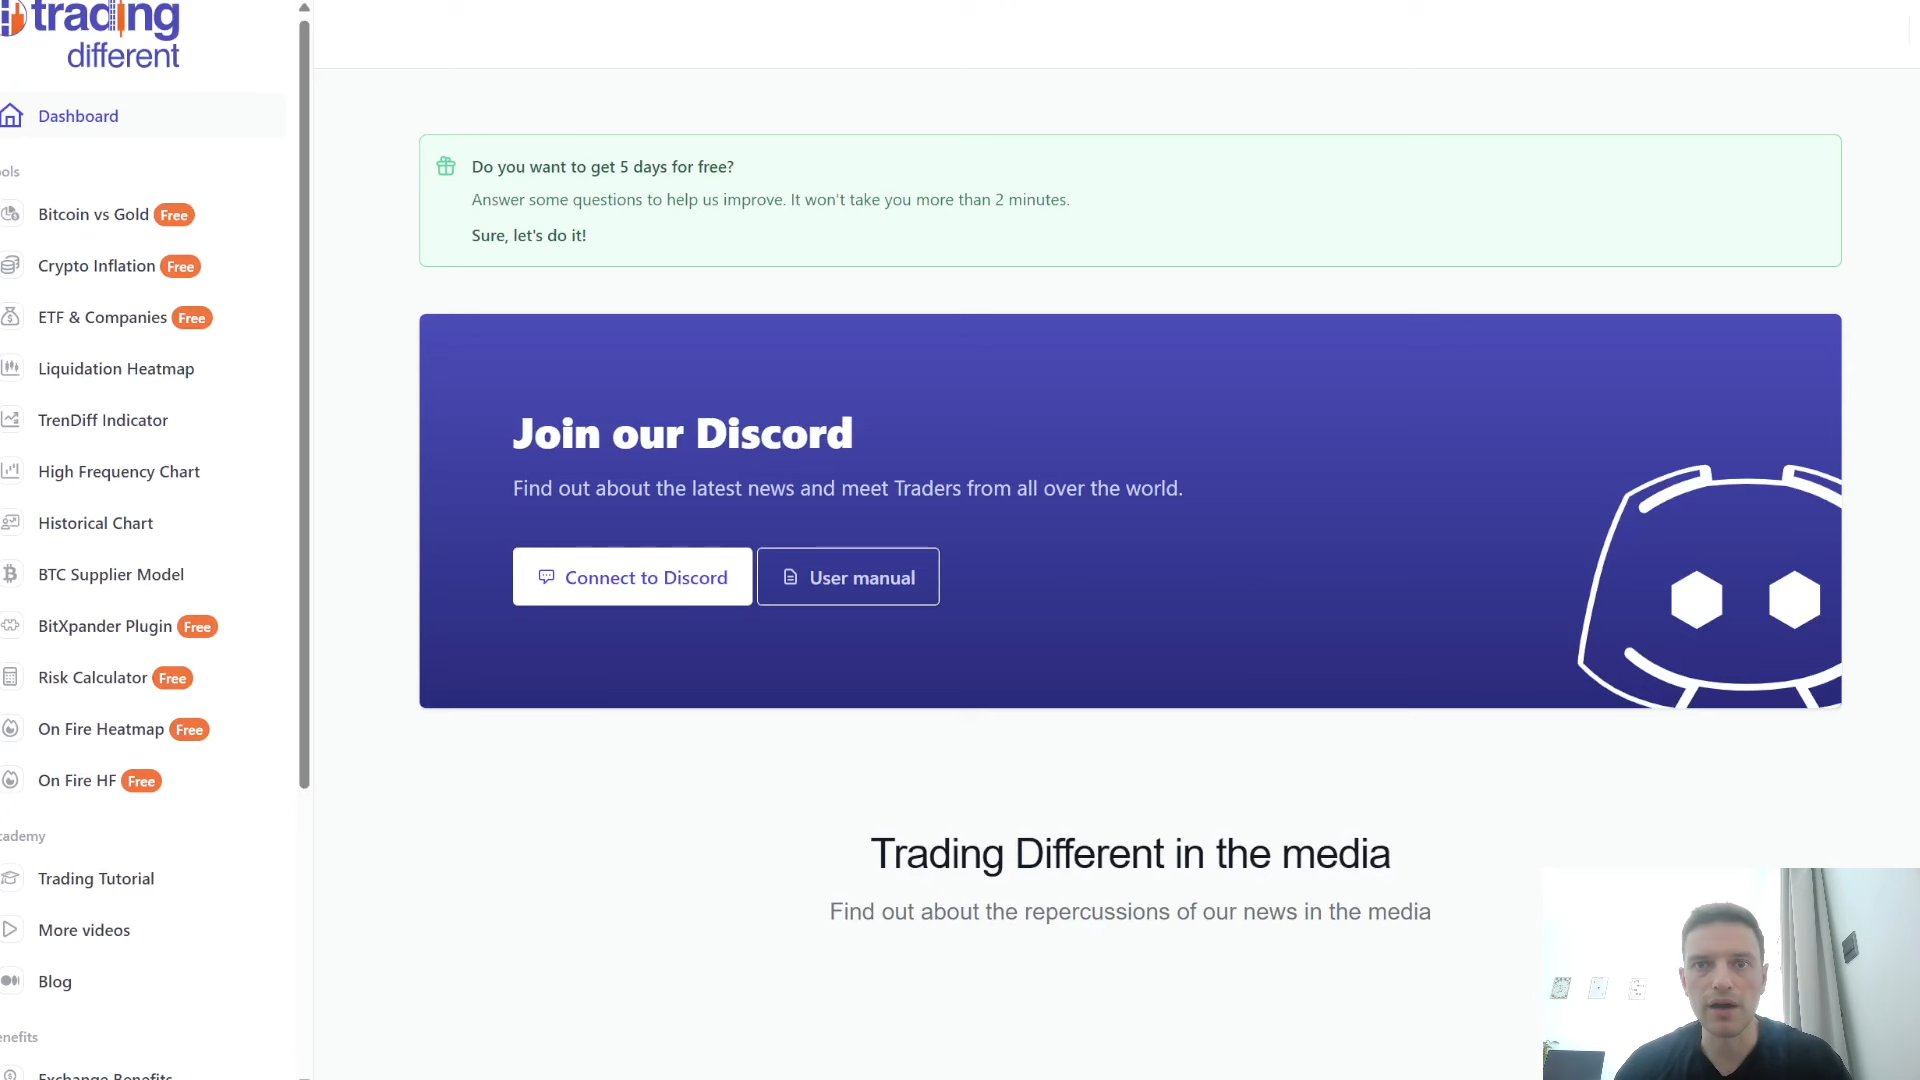 trading
different
Dashboard
ols
Bitcoin vs Gold Free
Crypto Inflation Free
ETF & Companies Free
Liquidation Heatmap
TrenDiff Indicator
High Frequency Chart
Historical Chart
BTC Supplier Model
BitXpander Plugin Free
Risk Calculator Free
On Fire Heatmap Free
On Fire HF Free
cademy
Trading Tutorial
More videos
Blog
enefits
Exchange Benefits
Do you want to get 5 days for free?
Answer some questions to help us improve. It won't take you more than 2 minutes.
Sure, let's do it!
Join our Discord
Find out about the latest news and meet Traders from all over the world.
Connect to Discord
User manual
Trading Different in the media
Find out about the repercussions of our news in the media